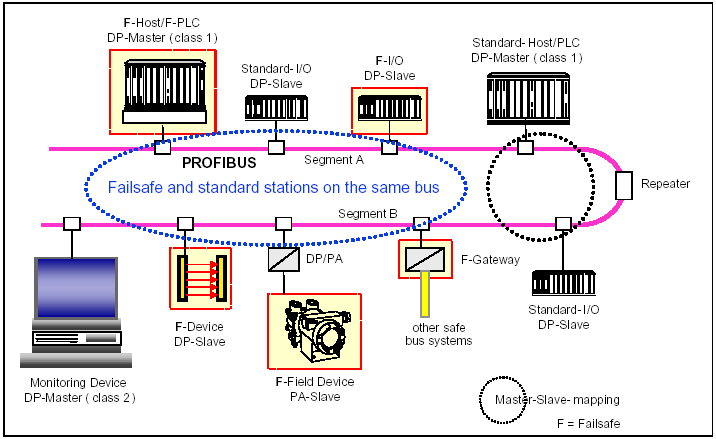 F-Host/F-PLC
DP-Master ( class 1 )
Standard- I/O
DP-Slave
F-I/O
DP-Slave
Standard- Host/PLC
DP-Master ( class 1 )
PROFIBUS
Segment A
Failsafe and standard stations on the same bus
Repeater
Segment B
DP/PA
F-Gateway
F-Device
DP-Slave
other safe
bus systems
Standard-I/O
DP-Slave
Monitoring Device
DP-Master ( class 2 )
F-Field Device
PA-Slave
Master-Slave- mapping
F = Failsafe